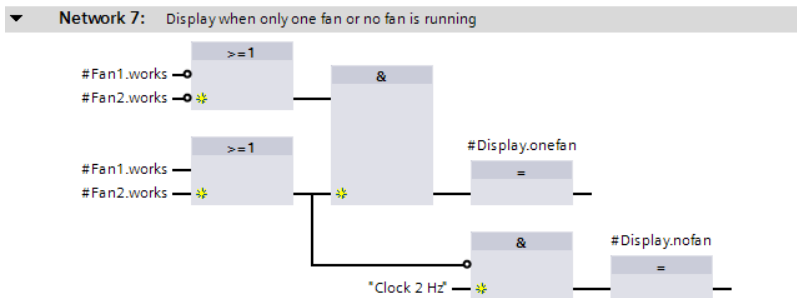 Network 7: Display when only one fan or no fan is running
>=1
#Fan1.works
#Fan2.works
&
>=1
#Fan1.works
#Fan2.works
#Display.onefan
=
&
#Display.nofan
=
"Clock 2 Hz"